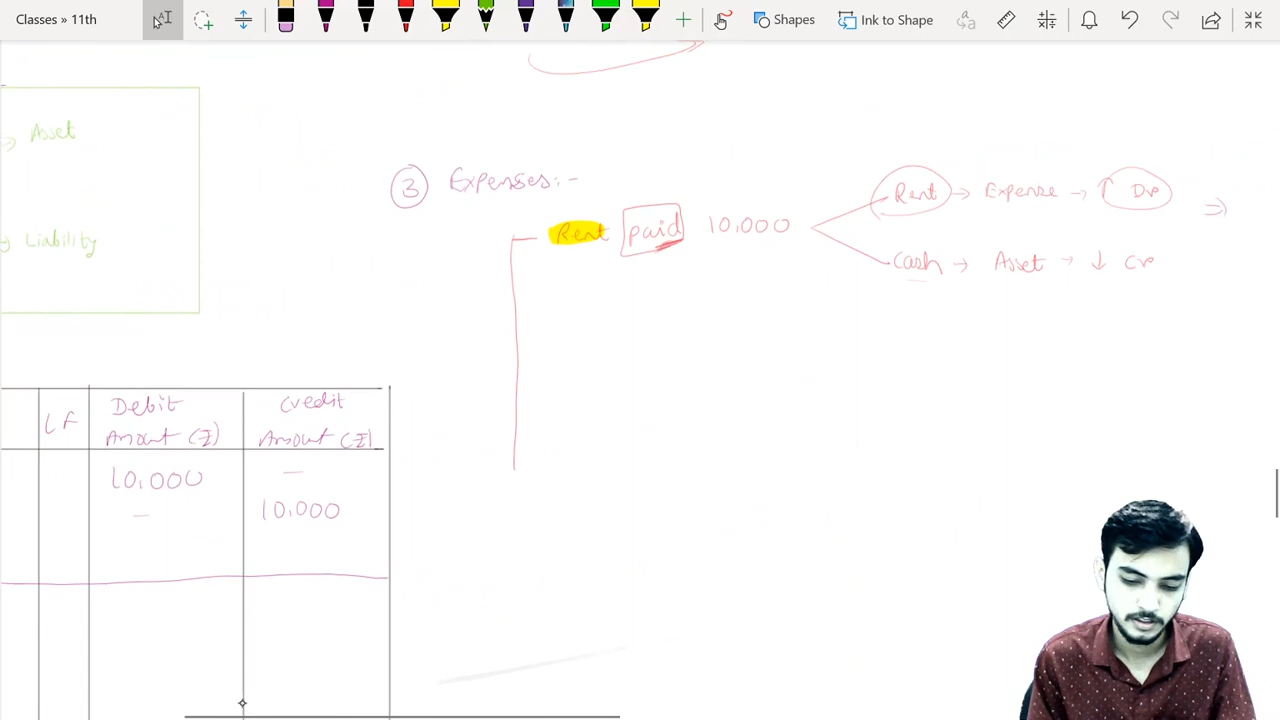 Classes » 11th
Shapes
Ink to Shape
Asset
Liability
③ Expenses:-
Rent paid 10,000
Rent → Expense → ↑ Dr ⇒
Cash → Asset → ↓ Cr
LF
Debit Amount (₹)
Credit Amount (₹)
10,000 —
— 10,000